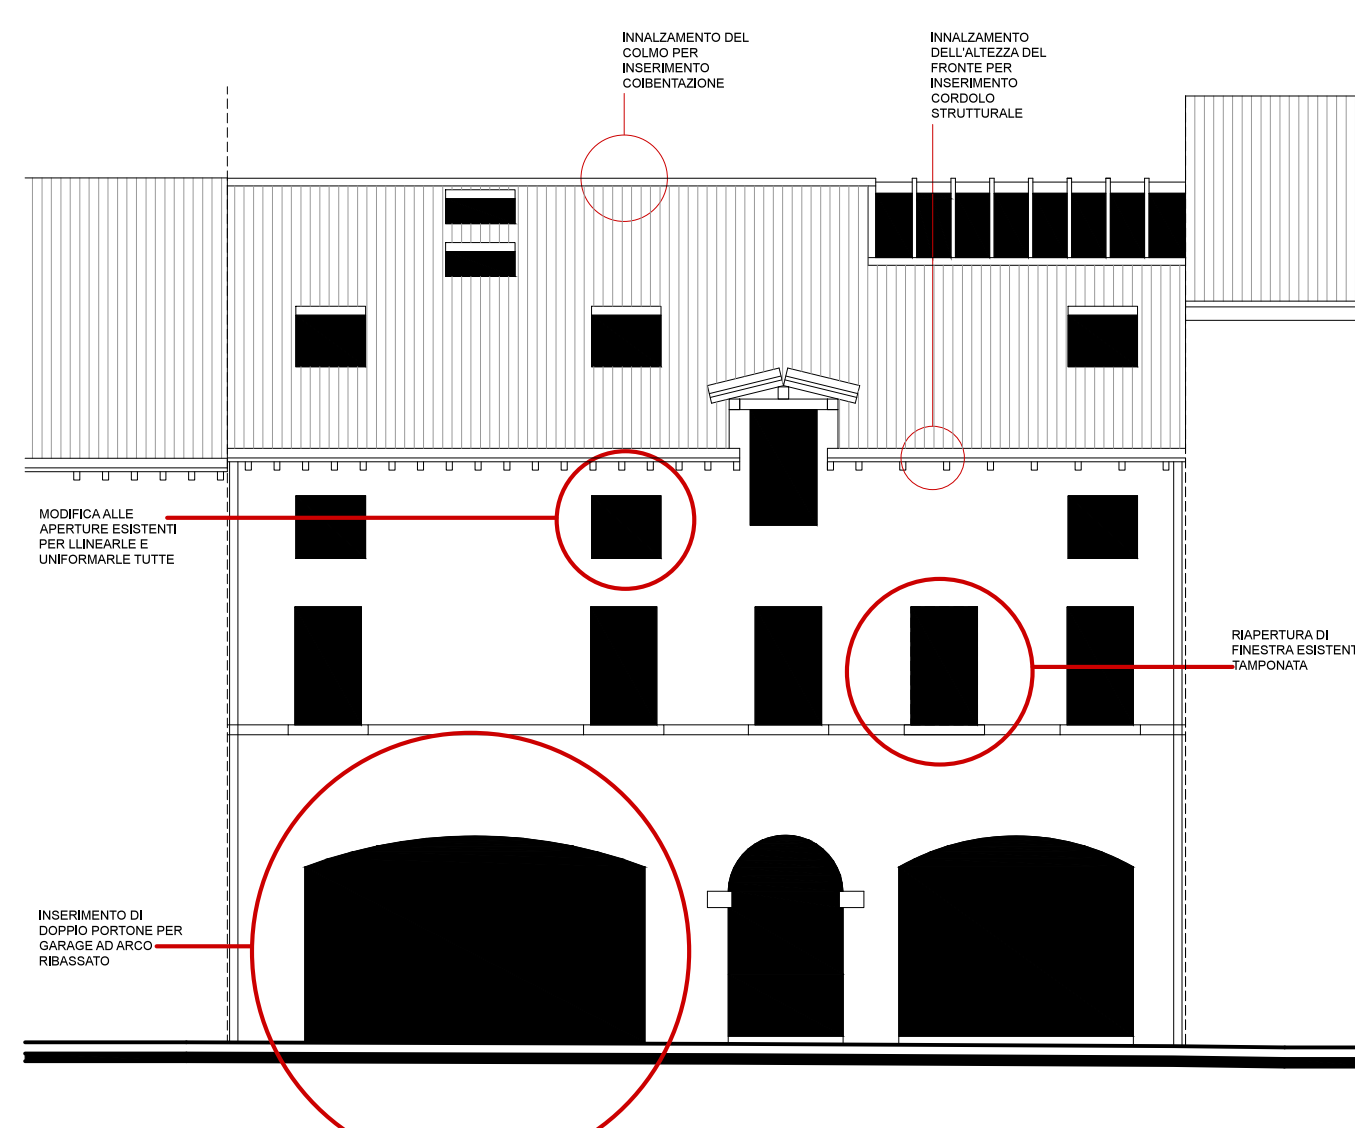 INNALZAMENTO DEL
COLMO PER
INSERIMENTO
COIBENTAZIONE
INNALZAMENTO
DELL'ALTEZZA DEL
FRONTE PER
INSERIMENTO
CORDOLO
STRUTTURALE
MODIFICA ALLE
APERTURE ESISTENTI
PER LLINEARLE E
UNIFORMARLE TUTTE
RIAPERTURA DI
FINESTRA ESISTENT
TAMPONATA
INSERIMENTO DI
DOPPIO PORTONE PER
GARAGE AD ARCO
RIBASSATO